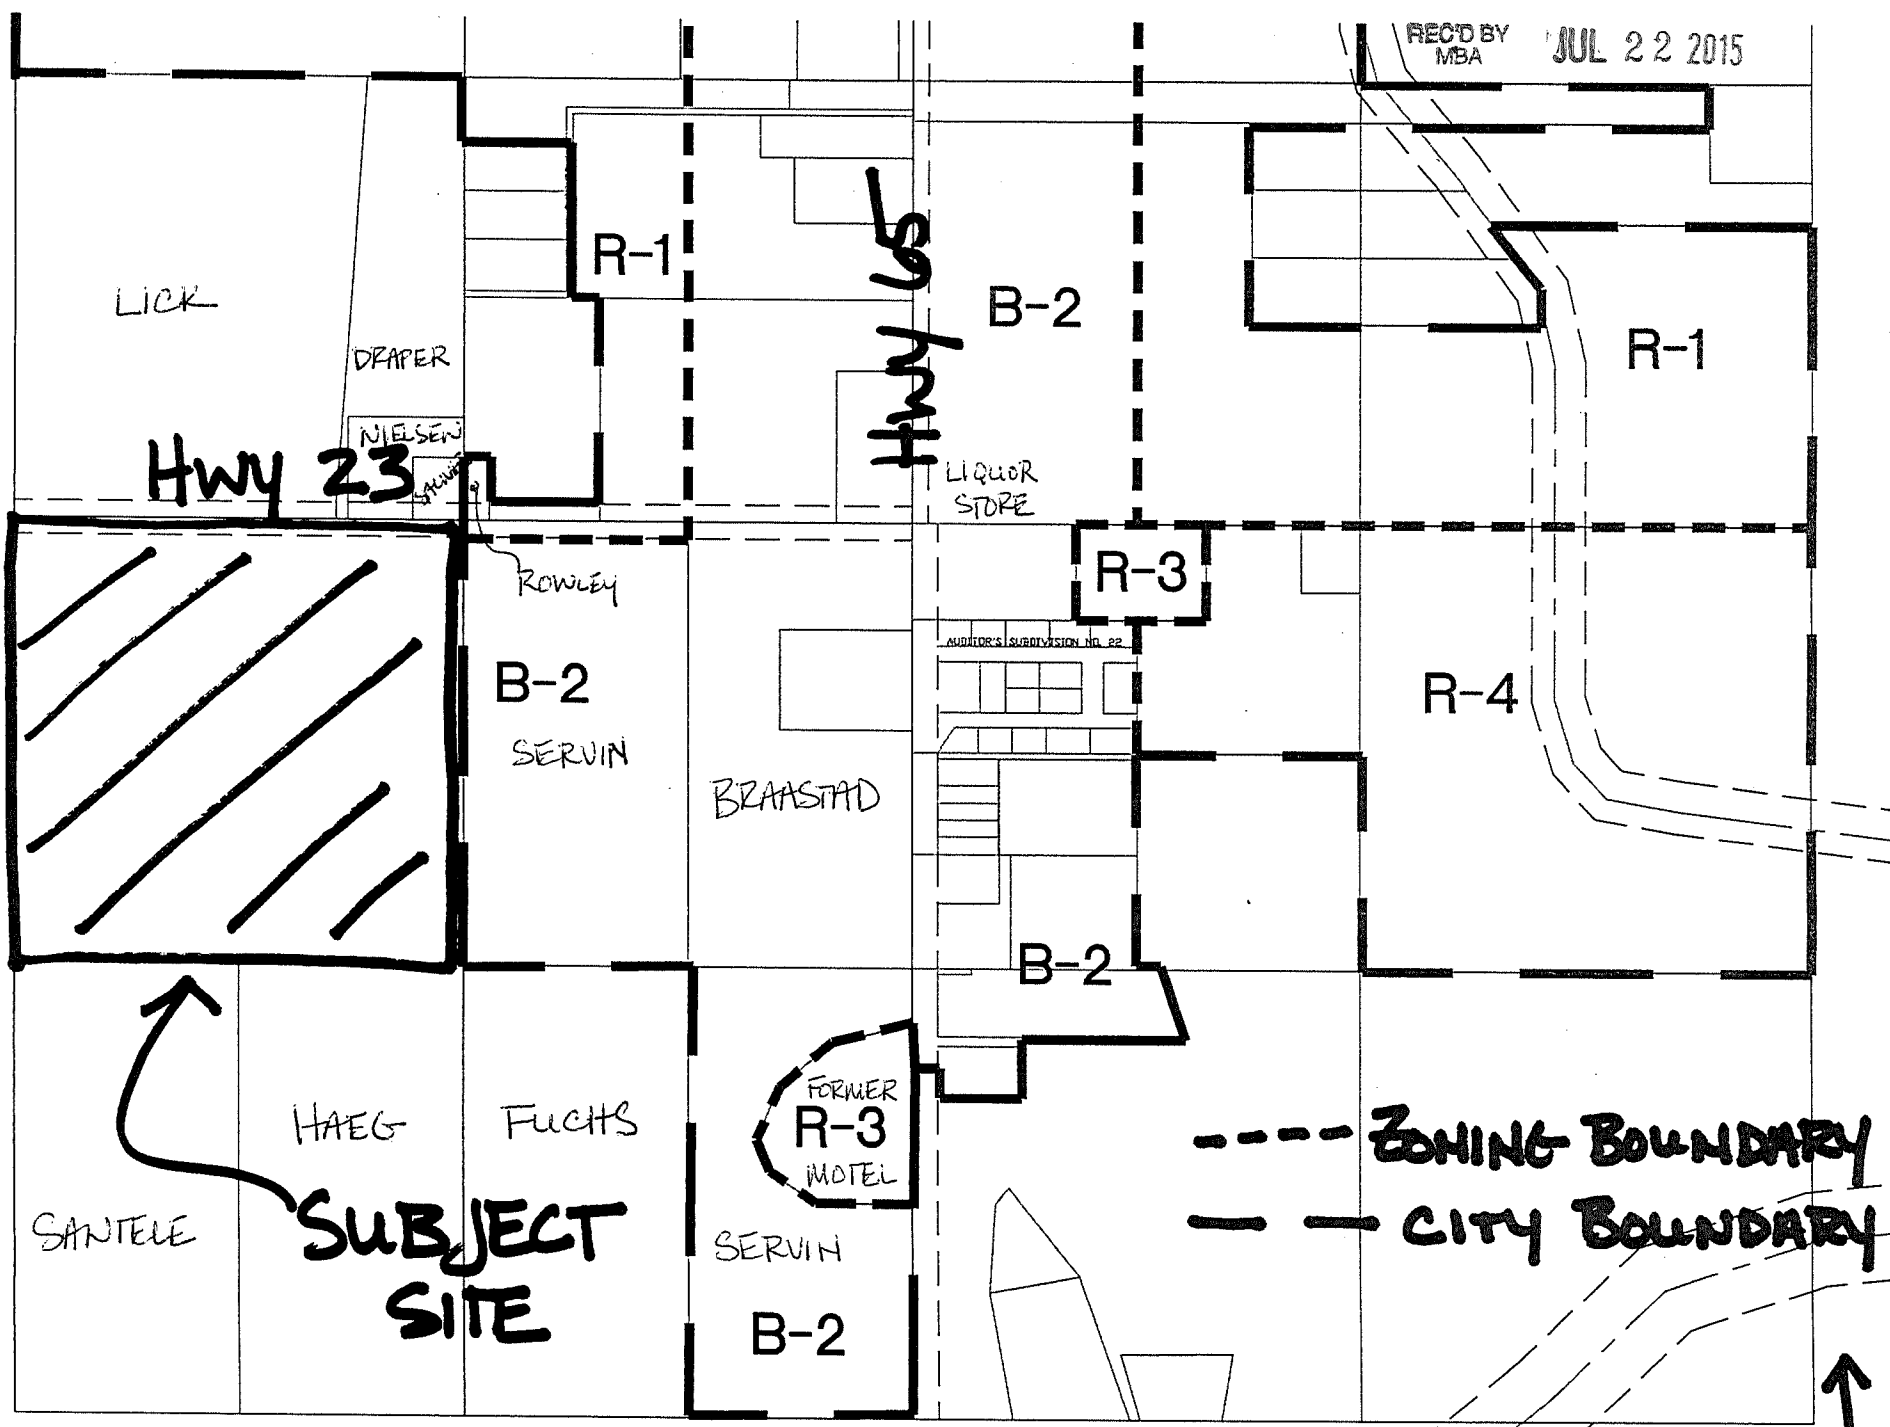 REC'D BY
MBA
JUL 22 2015
R-1
LICK
HWY 65
B-2
R-1
DRAPER
NIELSEN
Hwy 23
LIQUOR
STORE
R-3
ROWLEY
AUDITOR'S SUBDIVISION NO. 22
B-2
R-4
SERVIN
BRAASTAD
B-2
FORMER
R-3
MOTEL
HAEG
FUCHS
ZONING BOUNDARY
CITY BOUNDARY
SANTELE
SUBJECT
SITE
SERVIN
B-2